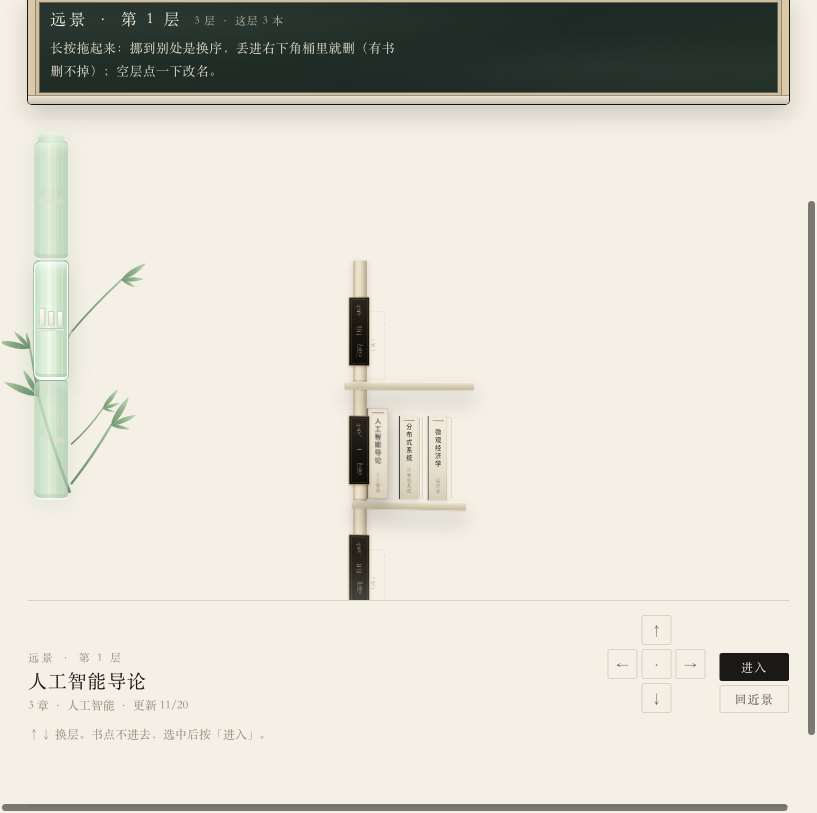 远景 · 第 1 层 3 层 · 这层 3 本
长按拖起来：挪到别处是换序，丢进右下角桶里就删（有书
删不掉）；空层点一下改名。
人工智能导论
分布式系统
微观经济学
远景 · 第 1 层
人工智能导论
3 章 · 人工智能 · 更新 11/20
↑ ↓ 换层。书点不进去，选中后按「进入」。
↑
← · →
↓
进入
回近景